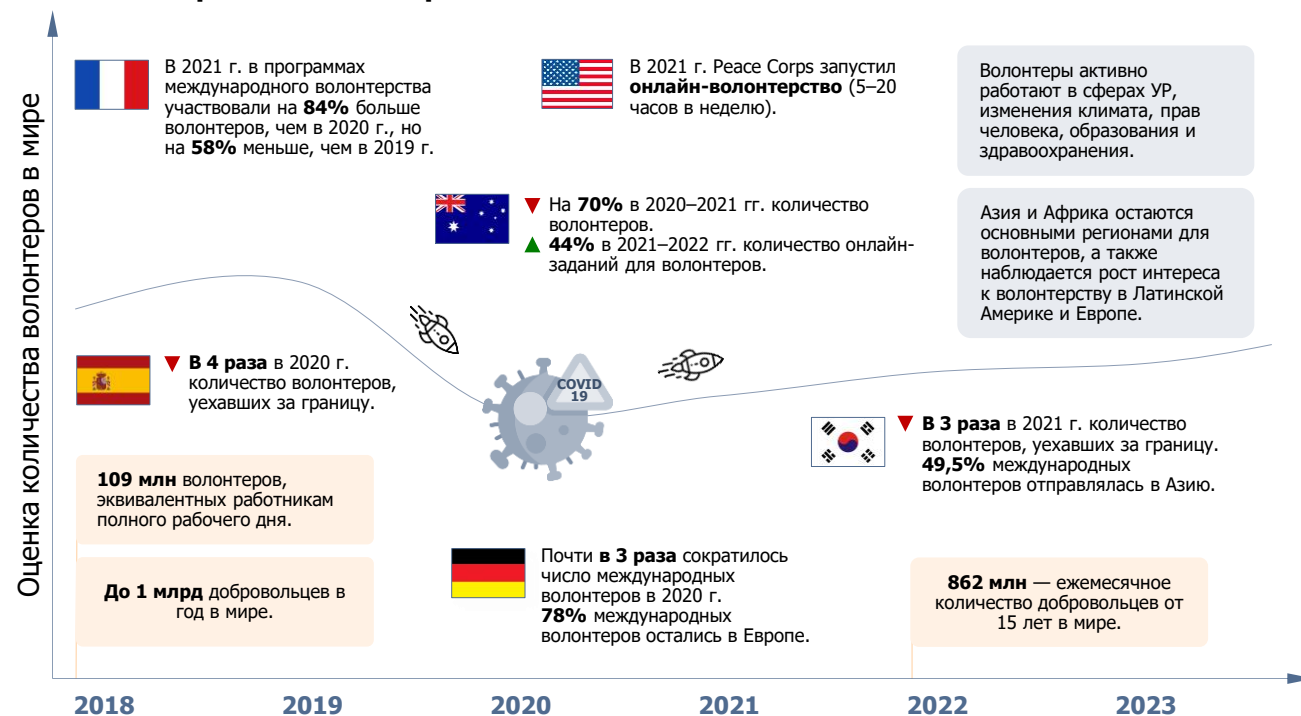 Оценка количества волонтеров в мире
В 2021 г. в программах
международного волонтерства
участвовали на 84% больше
волонтеров, чем в 2020 г., но
на 58% меньше, чем в 2019 г.
В 2021 г. Peace Corps запустил
онлайн-волонтерство (5–20
часов в неделю).
Волонтеры активно
работают в сферах УР,
изменения климата, прав
человека, образования и
здравоохранения.
▼ На 70% в 2020–2021 гг. количество
волонтеров.
▲ 44% в 2021–2022 гг. количество онлайн-
заданий для волонтеров.
Азия и Африка остаются
основными регионами для
волонтеров, а также
наблюдается рост интереса
к волонтерству в Латинской
Америке и Европе.
▼ В 4 раза в 2020 г.
количество волонтеров,
уехавших за границу.
COVID
19
▼ В 3 раза в 2021 г. количество
волонтеров, уехавших за границу.
49,5% международных
волонтеров отправлялась в Азию.
109 млн волонтеров,
эквивалентных работникам
полного рабочего дня.
До 1 млрд добровольцев в
год в мире.
Почти в 3 раза сократилось
число международных
волонтеров в 2020 г.
78% международных
волонтеров остались в Европе.
862 млн — ежемесячное
количество добровольцев от
15 лет в мире.
2018 2019 2020 2021 2022 2023